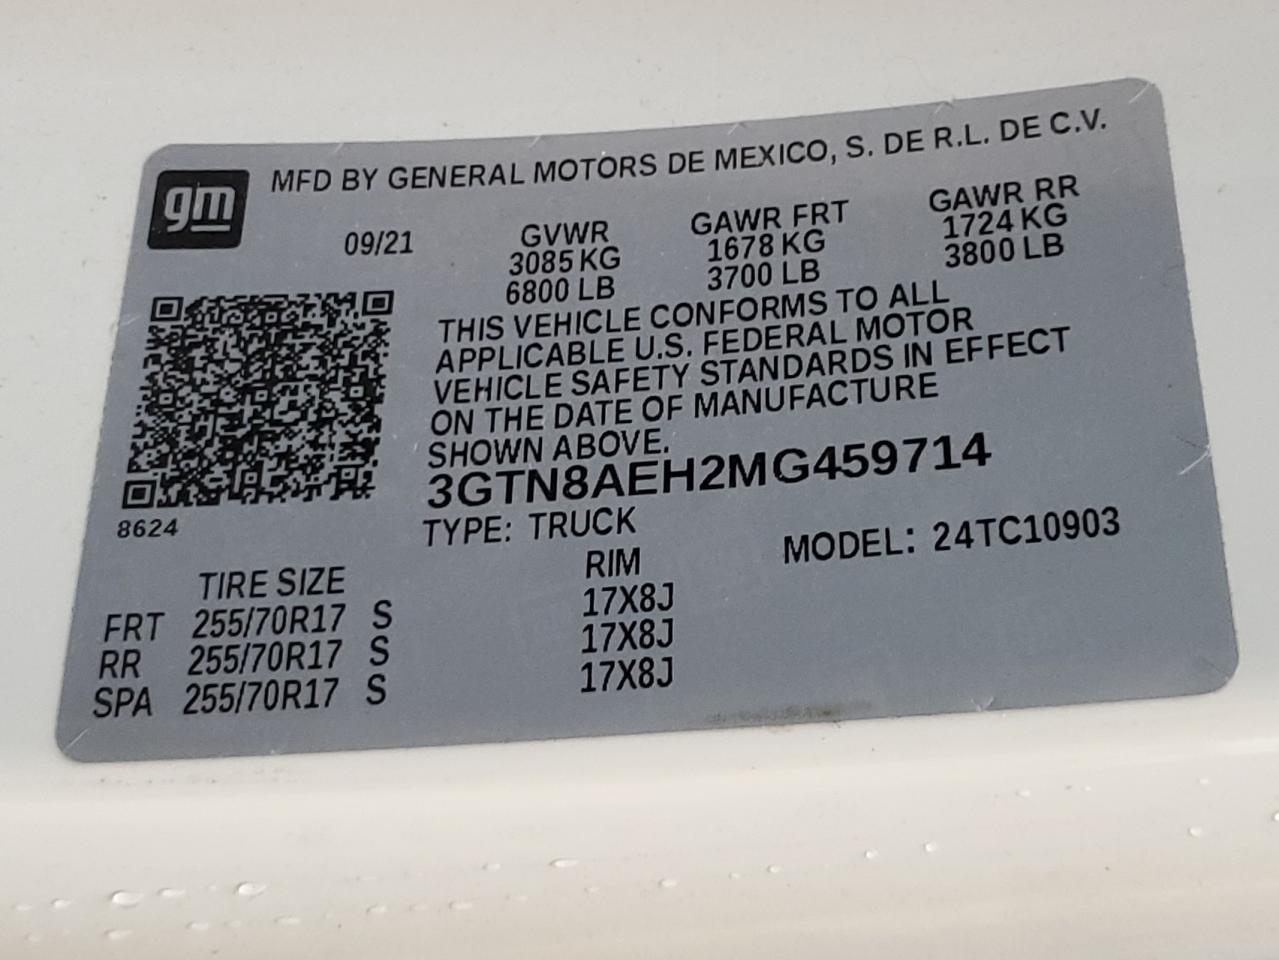 gm MFD BY GENERAL MOTORS DE MEXICO, S. DE R.L. DE C.V.
09/21 GVWR GAWR FRT GAWR RR
3085 KG 1678 KG 1724 KG
6800 LB 3700 LB 3800 LB
THIS VEHICLE CONFORMS TO ALL
APPLICABLE U.S. FEDERAL MOTOR
VEHICLE SAFETY STANDARDS IN EFFECT
ON THE DATE OF MANUFACTURE
SHOWN ABOVE.
3GTN8AEH2MG459714
8624
TYPE: TRUCK MODEL: 24TC10903
TIRE SIZE RIM
FRT 255/70R17 S 17X8J
RR 255/70R17 S 17X8J
SPA 255/70R17 S 17X8J